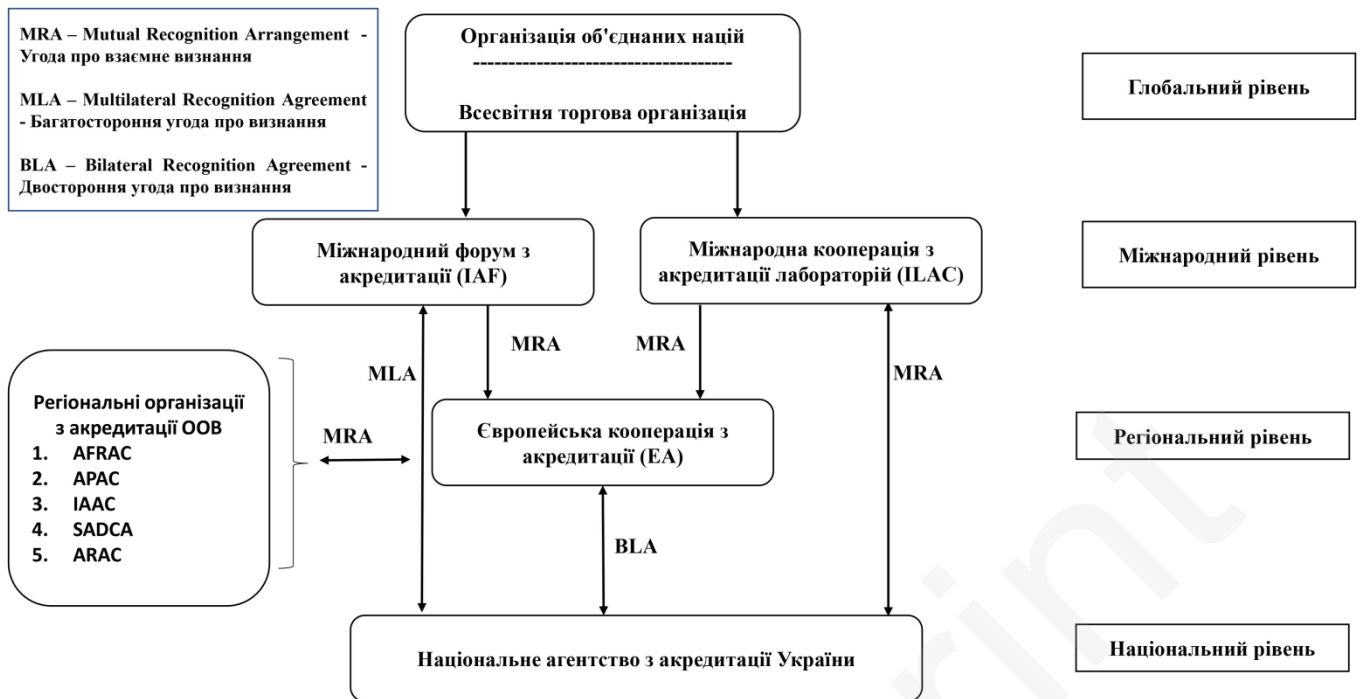 MRA – Mutual Recognition Arrangement -
Угода про взаємне визнання
MLA – Multilateral Recognition Agreement
- Багатостороння угода про визнання
BLA – Bilateral Recognition Agreement -
Двостороння угода про визнання
Організація об'єднаних націй
-------------------------------------
Всесвітня торгова організація
Глобальний рівень
Міжнародний форум з
акредитації (IAF)
Міжнародна кооперація з
акредитації лабораторій (ILAC)
Міжнародний рівень
MRA
MRA
MLA
MRA
Регіональні організації
з акредитації ООВ
1. AFRAC
2. APAC
3. IAAC
4. SADCA
5. ARAC
MRA
Європейська кооперація з
акредитації (EA)
Регіональний рівень
BLA
Національне агентство з акредитації України
Національний рівень
rint